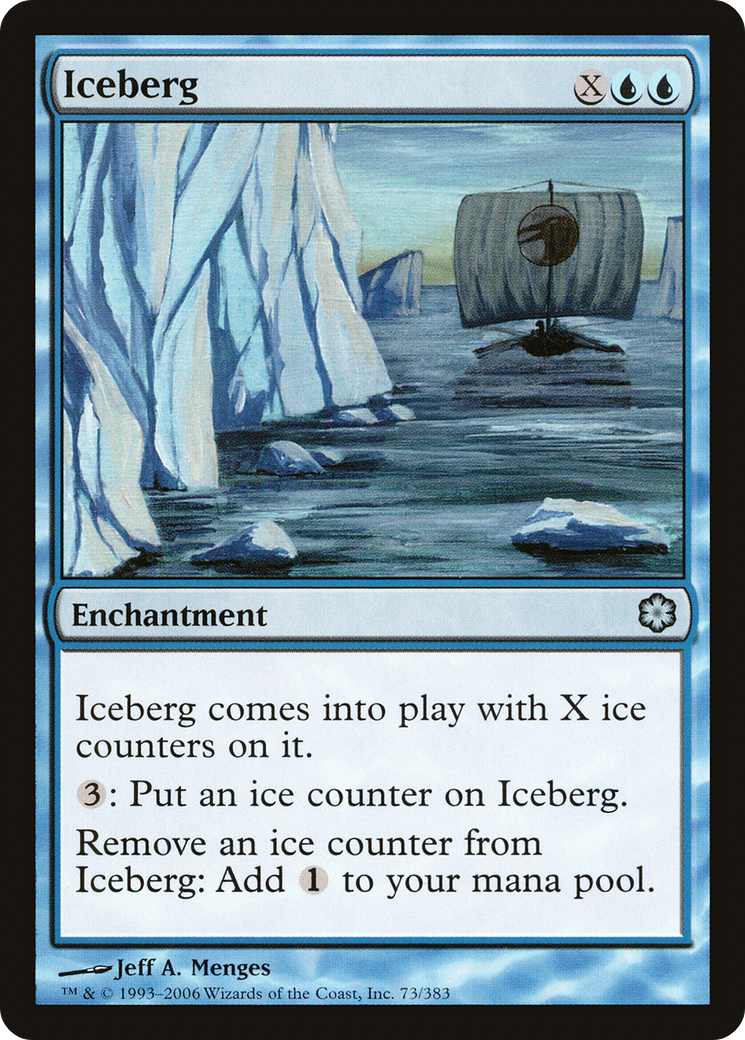 Iceberg X
Enchantment
Iceberg comes into play with X ice
counters on it.
3: Put an ice counter on Iceberg.
Remove an ice counter from
Iceberg: Add 1 to your mana pool.
Jeff A. Menges
™ & © 1993–2006 Wizards of the Coast, Inc. 73/383